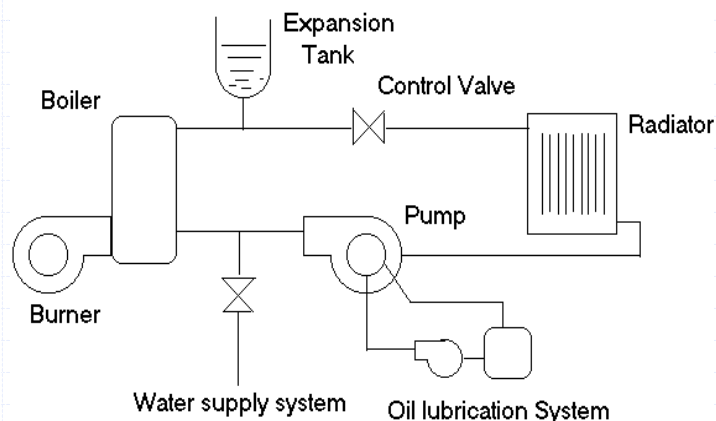 Expansion
Tank
Boiler
Control Valve
Radiator
Pump
Burner
Water supply system
Oil lubrication System